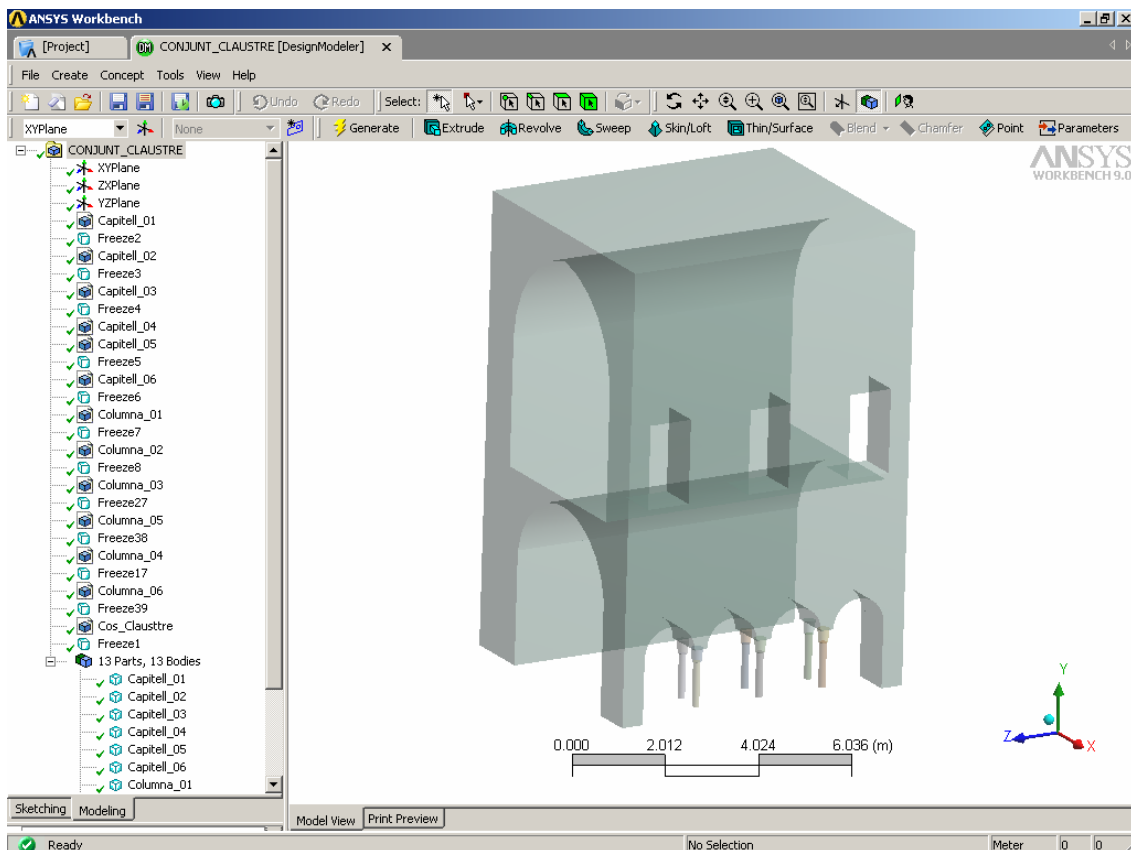 ANSYS Workbench
[Project]
CONJUNT_CLAUSTRE [DesignModeler]
File Create Concept Tools View Help
Undo Redo Select:
XYPlane None Generate Extrude Revolve Sweep Skin/Loft Thin/Surface Blend Chamfer Point Parameters
CONJUNT_CLAUSTRE
XYPlane
ZXPlane
YZPlane
Capitell_01
Freeze2
Capitell_02
Freeze3
Capitell_03
Freeze4
Capitell_04
Capitell_05
Freeze5
Capitell_06
Freeze6
Columna_01
Freeze7
Columna_02
Freeze8
Columna_03
Freeze27
Columna_05
Freeze38
Columna_04
Freeze17
Columna_06
Freeze39
Cos_Clausttre
Freeze1
13 Parts, 13 Bodies
Capitell_01
Capitell_02
Capitell_03
Capitell_04
Capitell_05
Capitell_06
Columna_01
Sketching Modeling
ANSYS
WORKBENCH 9.0
0.000 2.012 4.024 6.036 (m)
Y
Z
X
Model View Print Preview
Ready No Selection Meter 0 0